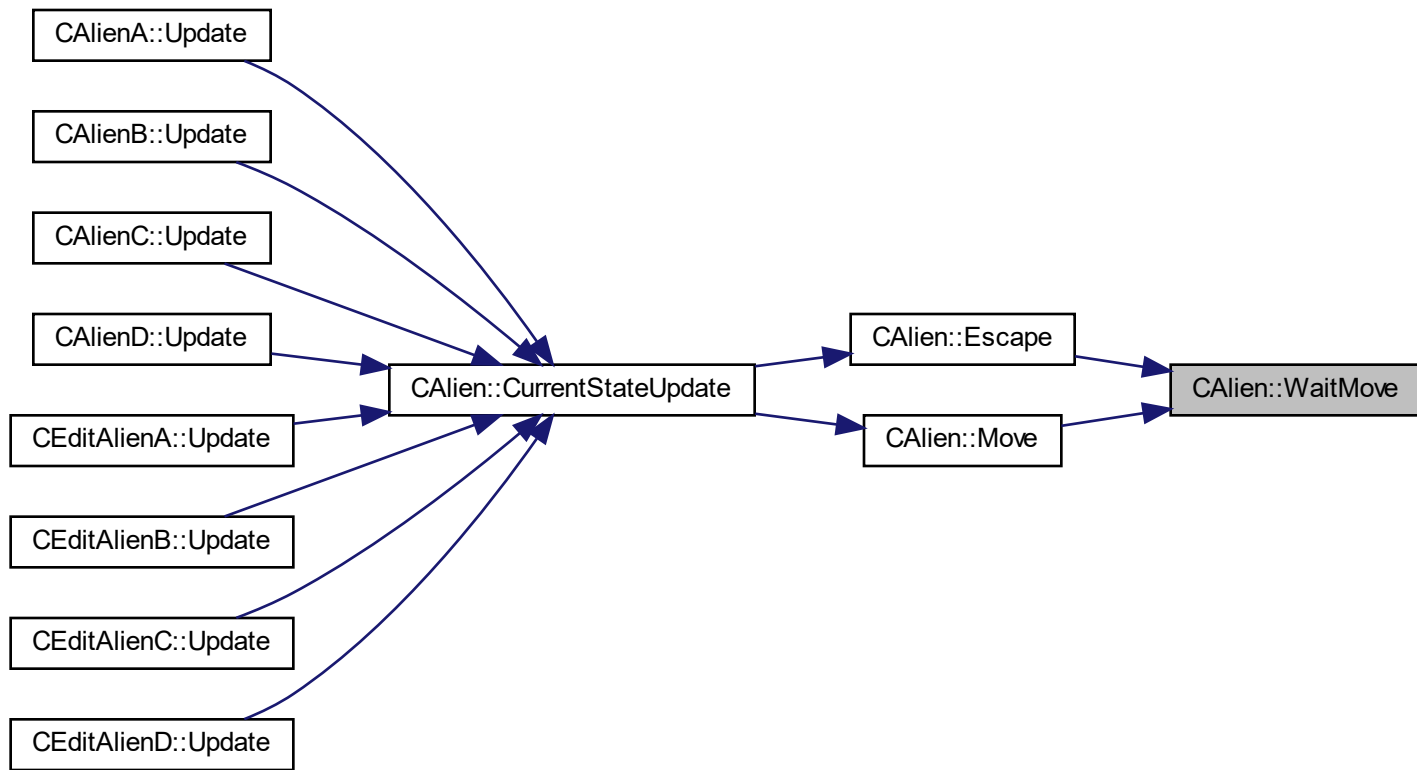 CAlienA::Update
CAlienB::Update
CAlienC::Update
CAlienD::Update
CEditAlienA::Update
CEditAlienB::Update
CEditAlienC::Update
CEditAlienD::Update
CAlien::CurrentStateUpdate
CAlien::Escape
CAlien::Move
CAlien::WaitMove